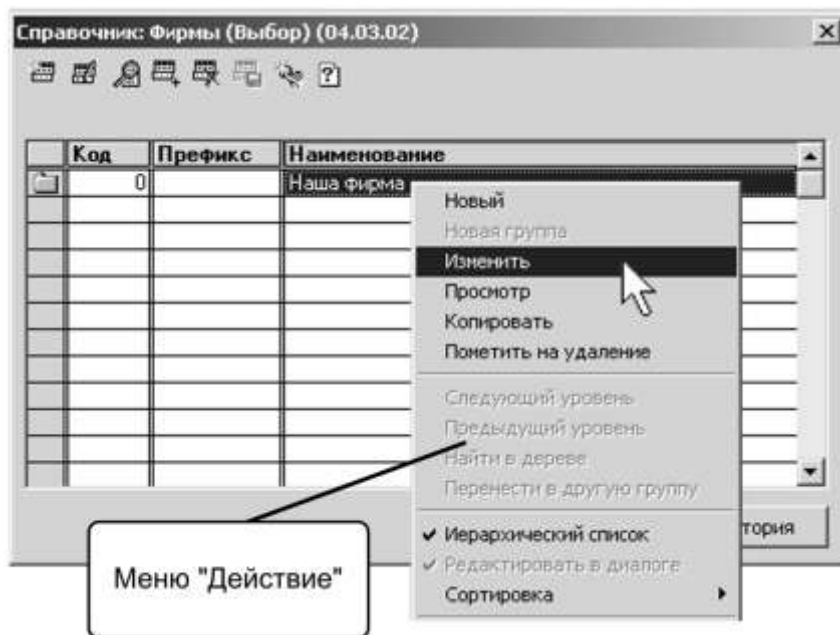 Справочник: Фирмы (Выбор) (04.03.02)
Код Префикс Наименование
0 Наша фирма
Новый
Новая группа
Изменить
Просмотр
Копировать
Пометить на удаление
Следующий уровень
Предыдущий уровень
Найти в дереве
Перенести в другую группу
Иерархический список
Редактировать в диалоге
Сортировка
тория
Меню "Действие"